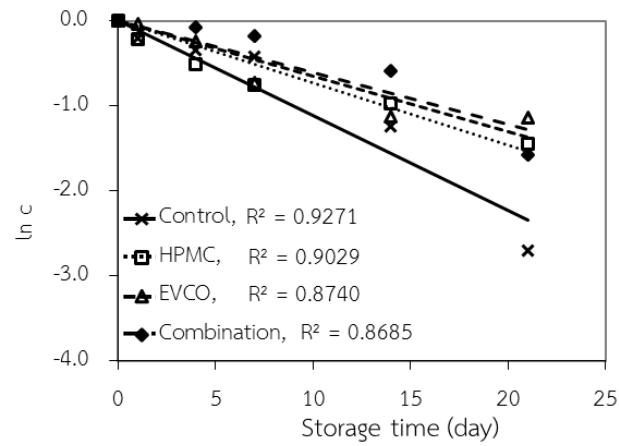 0.0
-1.0
-2.0
-3.0
-4.0
ln c
Control, R² = 0.9271
HPMC, R² = 0.9029
EVCO, R² = 0.8740
Combination, R² = 0.8685
0 5 10 15 20 25
Storage time (day)